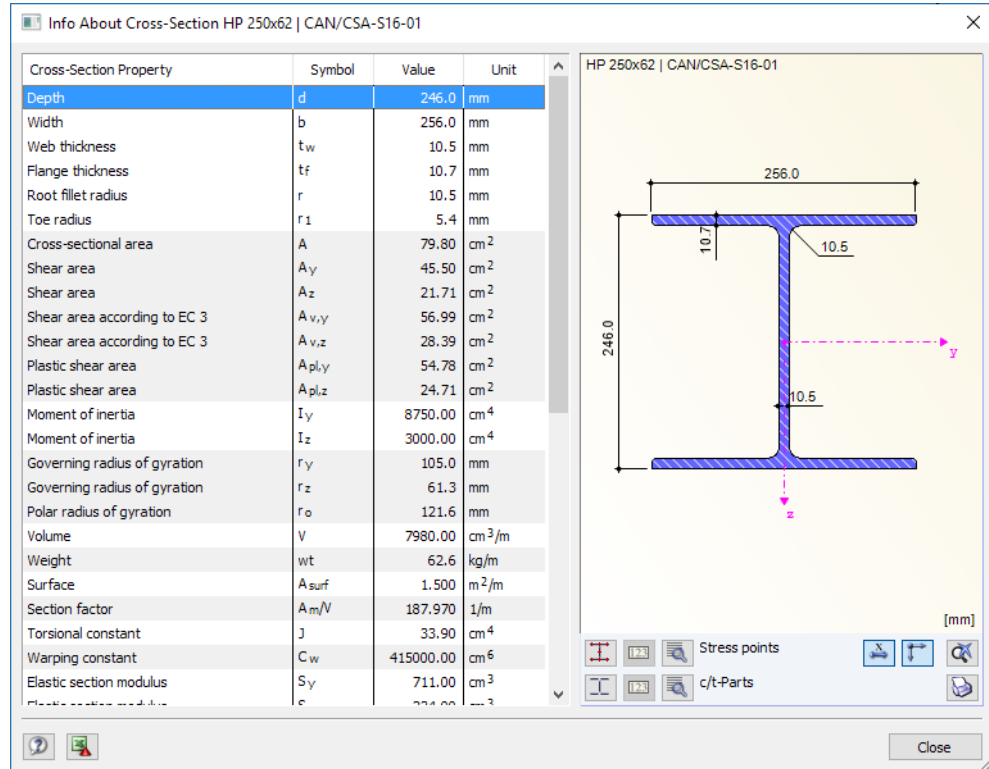 Info About Cross-Section HP 250x62 | CAN/CSA-S16-01
Cross-Section Property Symbol Value Unit
Depth d 246.0 mm
Width b 256.0 mm
Web thickness tw 10.5 mm
Flange thickness tf 10.7 mm
Root fillet radius r 10.5 mm
Toe radius r1 5.4 mm
Cross-sectional area A 79.80 cm2
Shear area Ay 45.50 cm2
Shear area Az 21.71 cm2
Shear area according to EC 3 Av,y 56.99 cm2
Shear area according to EC 3 Av,z 28.39 cm2
Plastic shear area Apl,y 54.78 cm2
Plastic shear area Apl,z 24.71 cm2
Moment of inertia Iy 8750.00 cm4
Moment of inertia Iz 3000.00 cm4
Governing radius of gyration ry 105.0 mm
Governing radius of gyration rz 61.3 mm
Polar radius of gyration ro 121.6 mm
Volume V 7980.00 cm3/m
Weight wt 62.6 kg/m
Surface Asurf 1.500 m2/m
Section factor Am/V 187.970 1/m
Torsional constant J 33.90 cm4
Warping constant Cw 415000.00 cm6
Elastic section modulus Sy 711.00 cm3
HP 250x62 | CAN/CSA-S16-01
256.0
10.7
10.5
246.0
y
10.5
z
[mm]
Stress points
c/t-Parts
Close